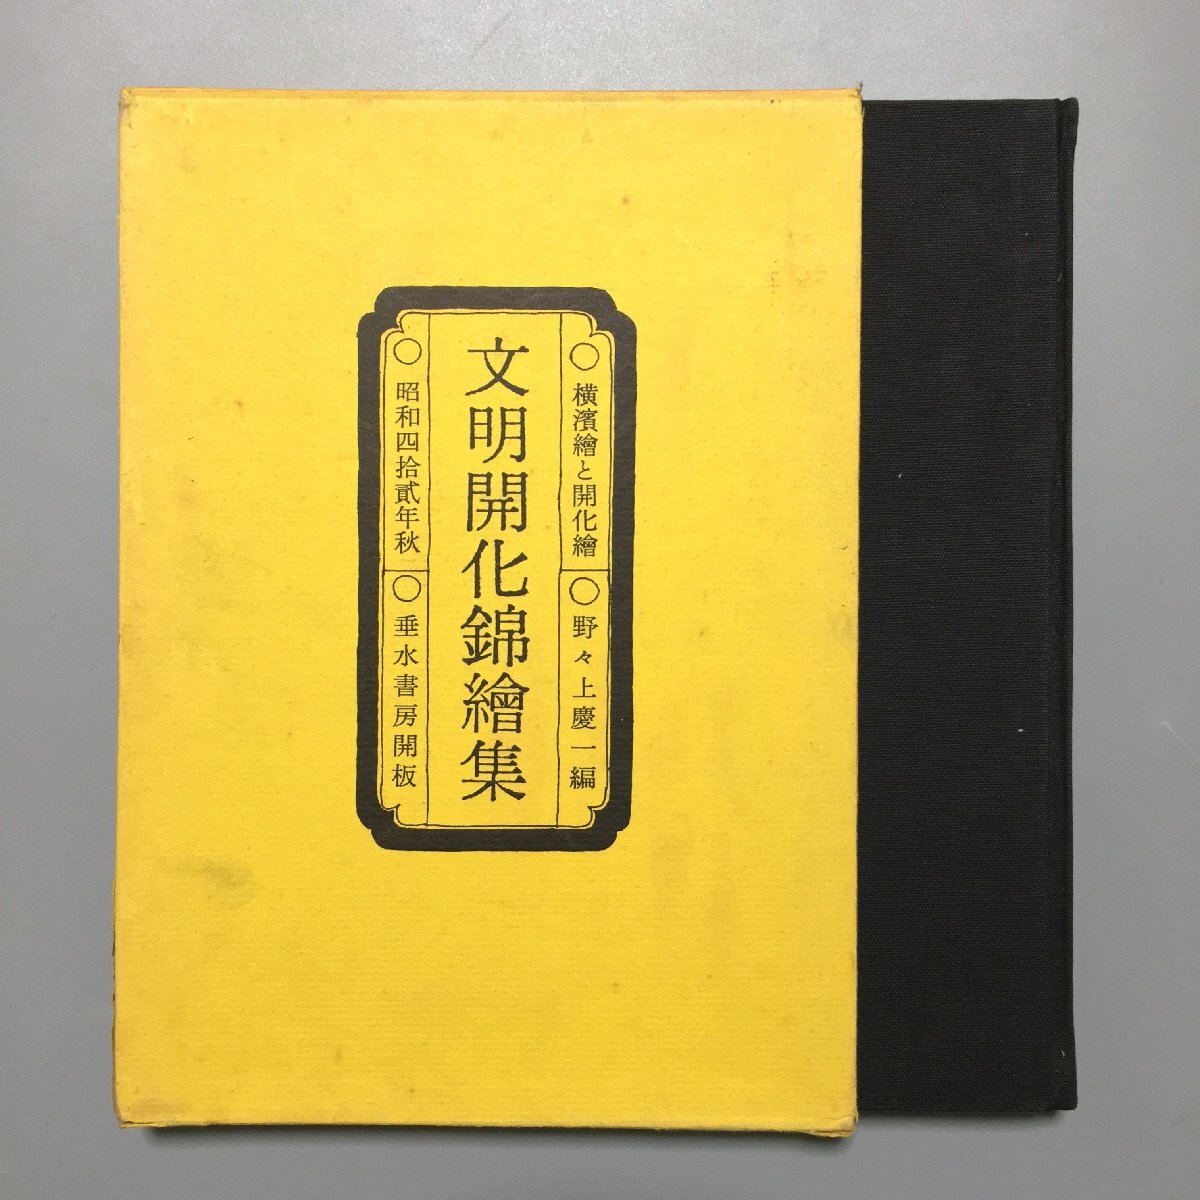 ○横濱繪と開化繪
○野々上慶一編
文明開化錦繪集
○昭和四拾貳年秋
○垂水書房開板